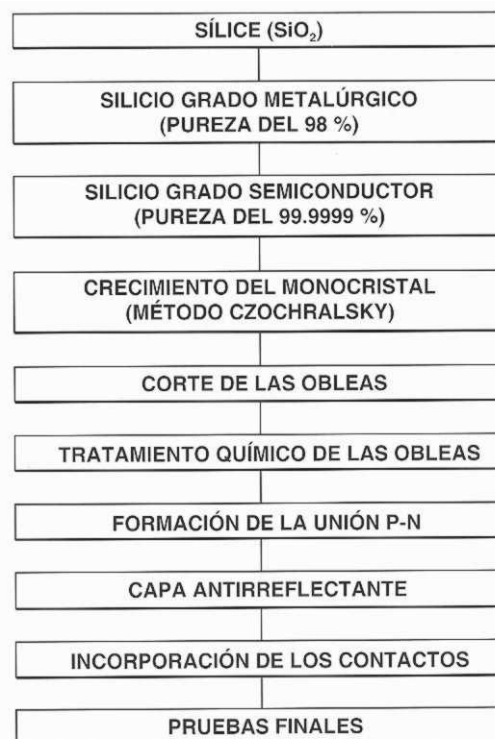 SÍLICE (SiO₂)
SILICIO GRADO METALÚRGICO
(PUREZA DEL 98 %)
SILICIO GRADO SEMICONDUCTOR
(PUREZA DEL 99.9999 %)
CRECIMIENTO DEL MONOCRISTAL
(MÉTODO CZOCHRALSKY)
CORTE DE LAS OBLEAS
TRATAMIENTO QUÍMICO DE LAS OBLEAS
FORMACIÓN DE LA UNIÓN P-N
CAPA ANTIRREFLECTANTE
INCORPORACIÓN DE LOS CONTACTOS
PRUEBAS FINALES